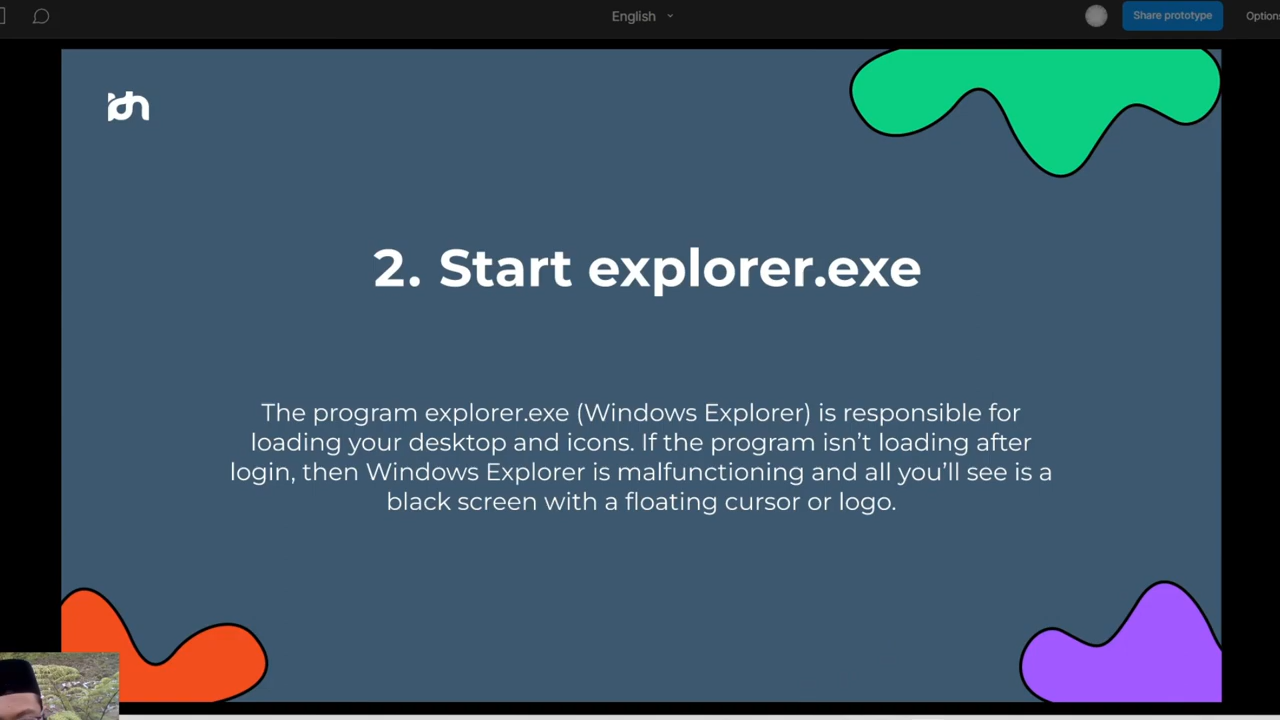 English
Share prototype
2. Start explorer.exe
The program explorer.exe (Windows Explorer) is responsible for
loading your desktop and icons. If the program isn’t loading after
login, then Windows Explorer is malfunctioning and all you’ll see is a
black screen with a floating cursor or logo.